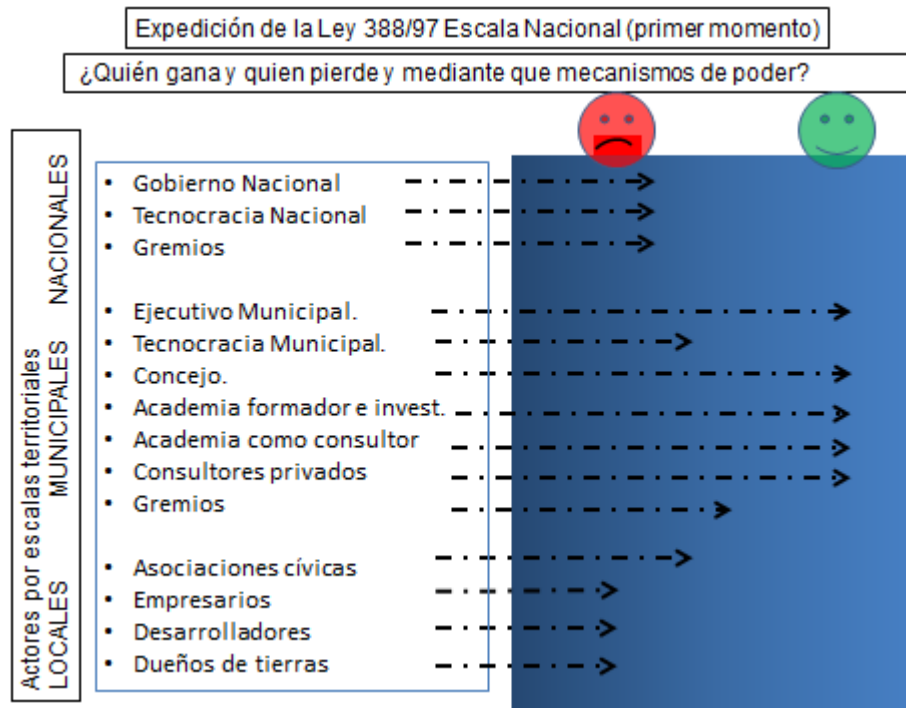 Expedición de la Ley 388/97 Escala Nacional (primer momento)
¿Quién gana y quien pierde y mediante que mecanismos de poder?
Actores por escalas territoriales
NACIONALES
• Gobierno Nacional
• Tecnocracia Nacional
• Gremios
MUNICIPALES
• Ejecutivo Municipal.
• Tecnocracia Municipal.
• Concejo.
• Academia formador e invest.
• Academia como consultor
• Consultores privados
• Gremios
LOCALES
• Asociaciones cívicas
• Empresarios
• Desarrolladores
• Dueños de tierras